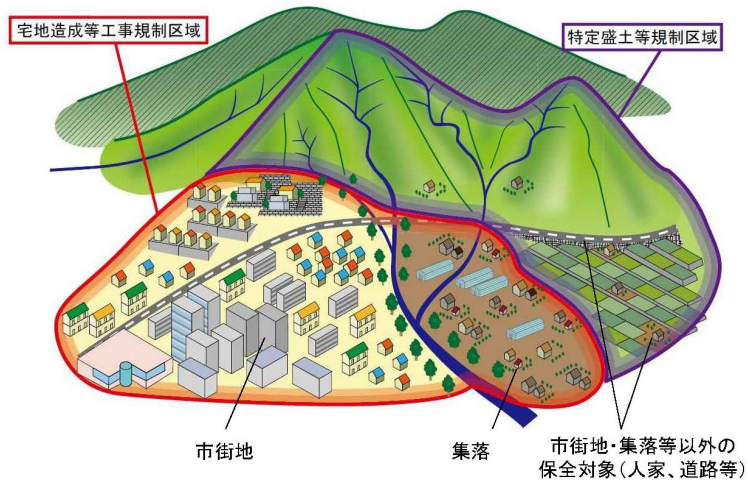 宅地造成等工事規制区域
特定盛土等規制区域
市街地
集落
市街地・集落等以外の
保全対象(人家、道路等)